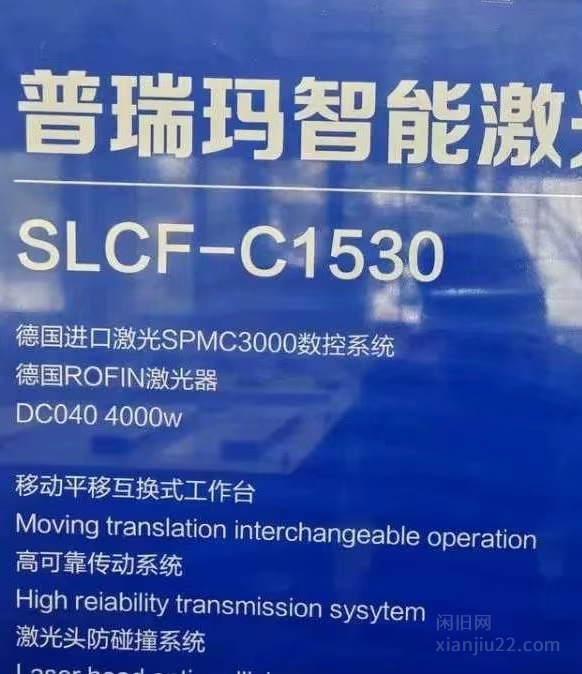 普瑞玛智能激
SLCF-C1530
德国进口激光SPMC3000数控系统
德国ROFIN激光器
DC040 4000w
移动平移互换式工作台
Moving translation interchangeable operation
高可靠传动系统
High reiability transmission sysytem
激光头防碰撞系统
Laser head
闲旧网
xianjiu22.com